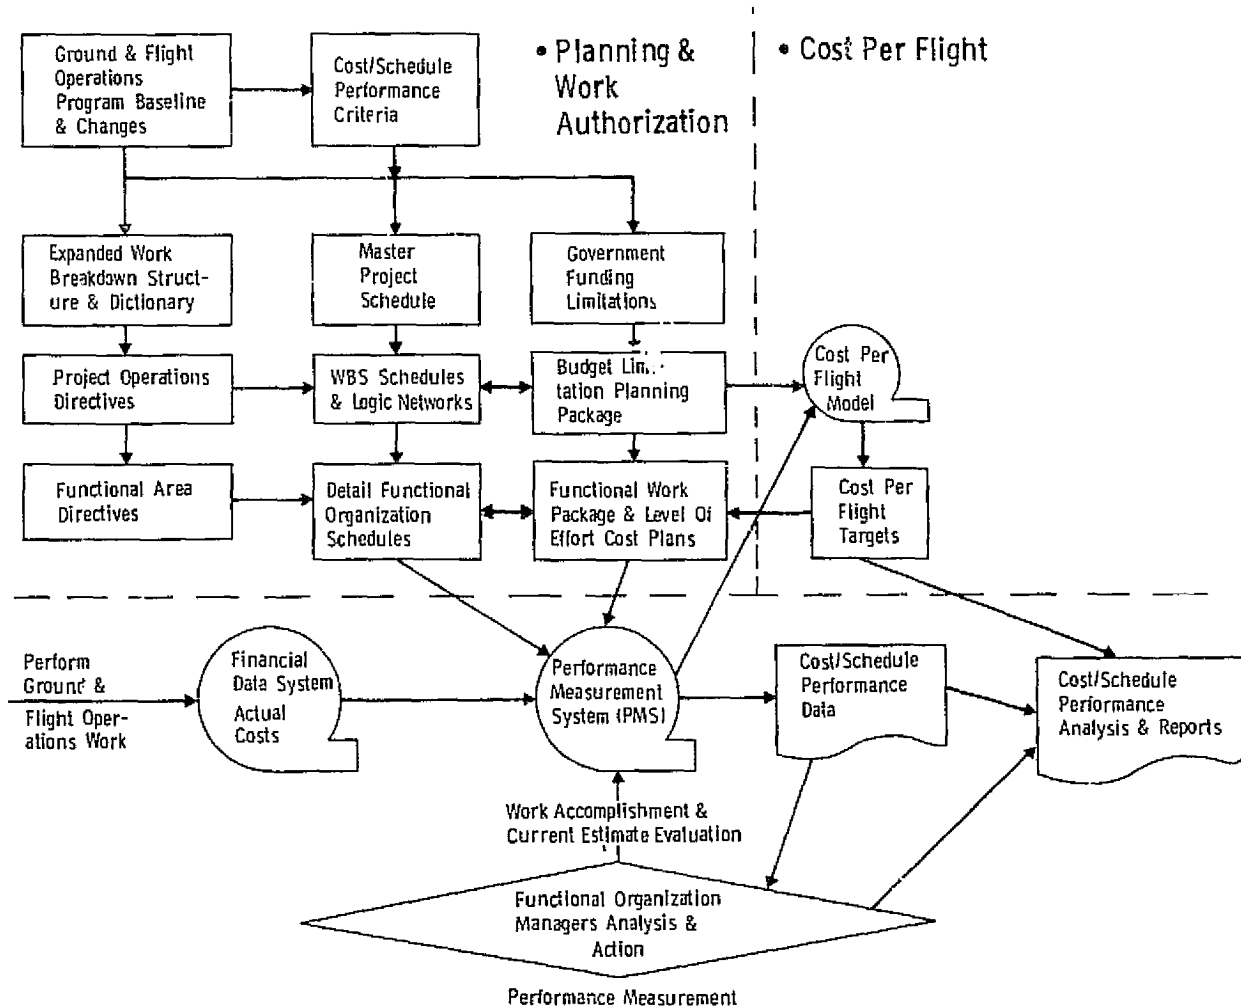 Ground & Flight
Operations
Program Baseline
& Changes
Cost/Schedule
Performance
Criteria
• Planning &
Work
Authorization
• Cost Per Flight
Expanded Work
Breakdown Struct-
ure & Dictionary
Master
Project
Schedule
Government
Funding
Limitations
Project Operations
Directives
WBS Schedules
& Logic Networks
Budget Limi-
tation Planning
Package
Cost Per
Flight
Model
Functional Area
Directives
Detail Functional
Organization
Schedules
Functional Work
Package & Level Of
Effort Cost Plans
Cost Per
Flight
Targets
Perform
Ground &
Flight Oper-
ations Work
Financial
Data System
Actual
Costs
Performance
Measurement
System (PMS)
Cost/Schedule
Performance
Data
Cost/Schedule
Performance
Analysis & Reports
Work Accomplishment &
Current Estimate Evaluation
Functional Organization
Managers Analysis &
Action
Performance Measurement